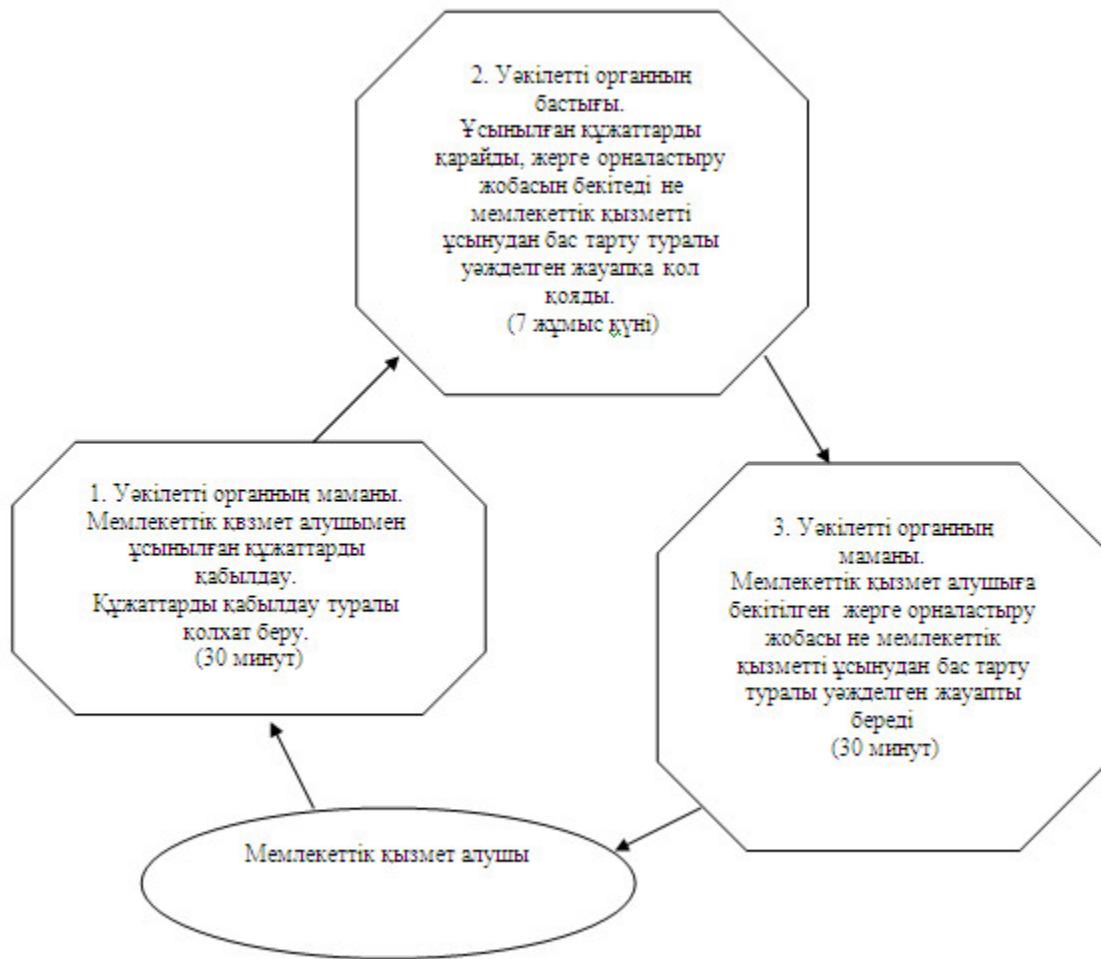 2. Уәкілетті органның
бастығы.
Ұсынылған құжаттарды
қарайды, жерге орналастыру
жобасын бекітеді не
мемлекеттік қызметті
ұсынудан бас тарту туралы
уәжделген жауапқа қол
қояды.
(7 жұмыс күні)
1. Уәкілетті органның маманы.
Мемлекеттік қвзмет алушымен
ұсынылған құжаттарды
қабылдау.
Құжаттарды қабылдау туралы
қолхат беру.
(30 минут)
3. Уәкілетті органның
маманы.
Мемлекеттік қызмет алушыға
бекітілген жерге орналастыру
жобасы не мемлекеттік
қызметті ұсынудан бас тарту
туралы уәжделген жауапты
береді
(30 минут)
Мемлекеттік қызмет алушы